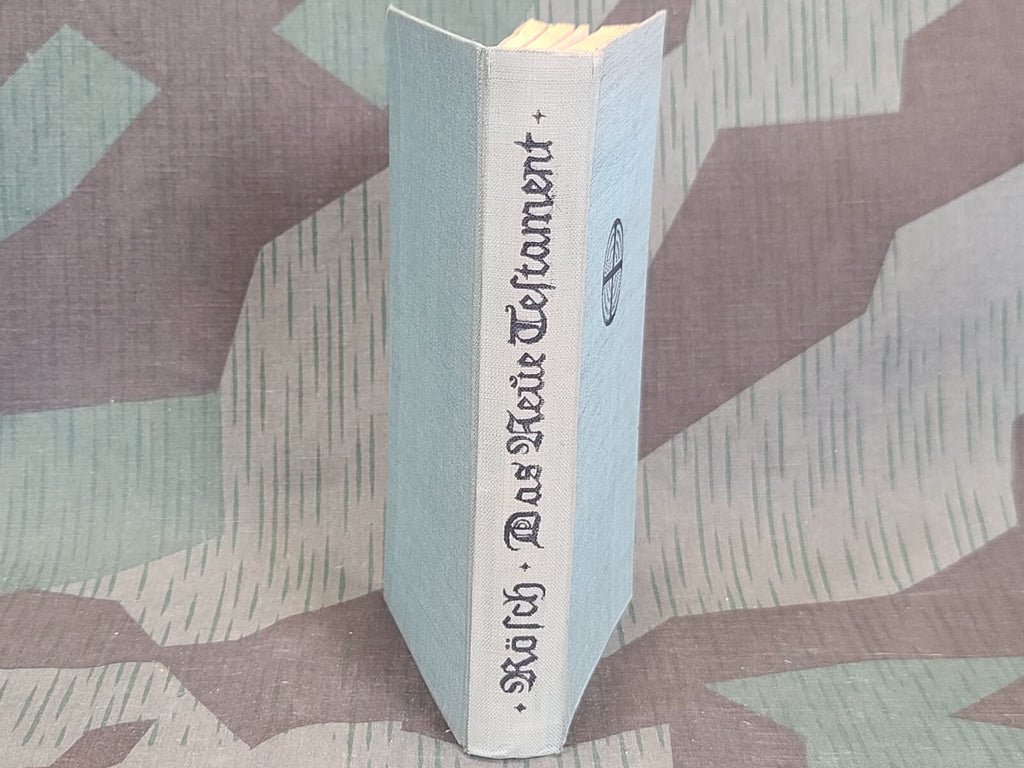 Röſch · Das Neue Teſtament